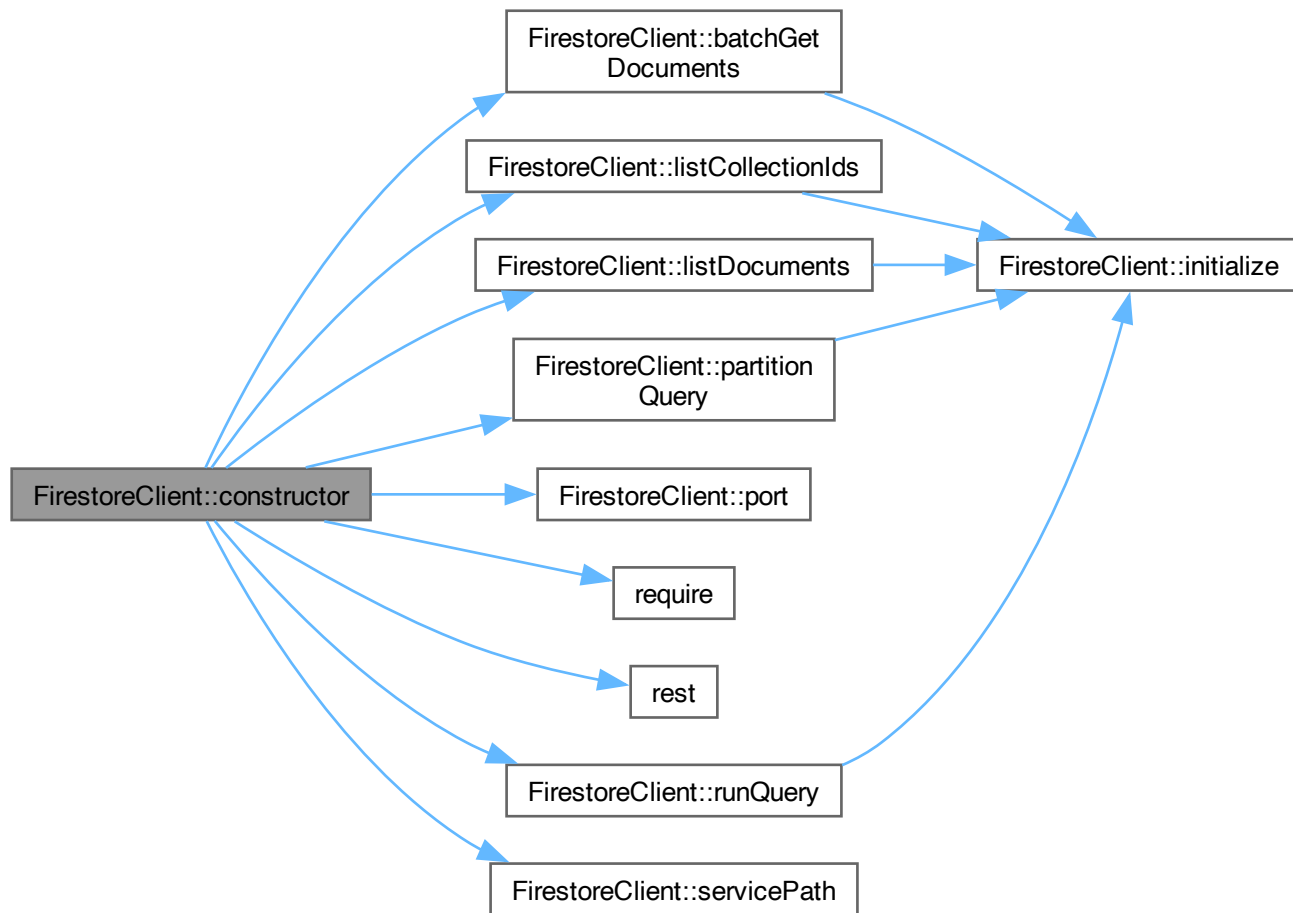 FirestoreClient::batchGet
Documents
FirestoreClient::listCollectionIds
FirestoreClient::listDocuments
FirestoreClient::initialize
FirestoreClient::partition
Query
FirestoreClient::constructor
FirestoreClient::port
require
rest
FirestoreClient::runQuery
FirestoreClient::servicePath